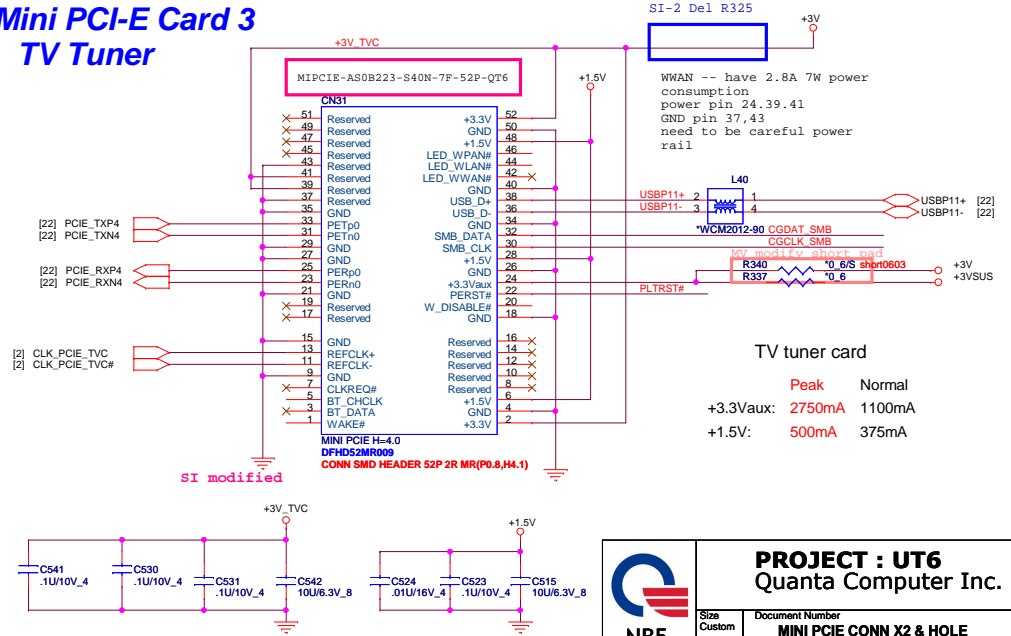 Mini PCI-E Card 3
TV Tuner
SI-2 Del R325
+3V
+3V_TVC
+1.5V
MIPCIE-AS0B223-S40N-7F-52P-QT6
WWAN -- have 2.8A 7W power
consumption
power pin 24.39.41
GND pin 37,43
need to be careful power
rail
CN31
51 Reserved +3.3V 52
49 Reserved GND 50
47 Reserved +1.5V 48
45 Reserved LED_WPAN# 46
43 Reserved LED_WLAN# 44
41 Reserved LED_WWAN# 42
39 Reserved GND 40
37 Reserved USB_D+ 38
35 GND USB_D- 36
33 PETp0 GND 34
31 PETn0 SMB_DATA 32
29 GND SMB_CLK 30
27 GND +1.5V 28
25 PERp0 GND 26
23 PERn0 +3.3Vaux 24
21 GND PERST# 22
19 Reserved W_DISABLE# 20
17 Reserved GND 18
15 GND Reserved 16
13 REFCLK+ Reserved 14
11 REFCLK- Reserved 12
9 GND Reserved 10
7 CLKREQ# Reserved 8
5 BT_CHCLK +1.5V 6
3 BT_DATA GND 4
1 WAKE# +3.3V 2
[22] PCIE_TXP4
[22] PCIE_TXN4
[22] PCIE_RXP4
[22] PCIE_RXN4
[2] CLK_PCIE_TVC
[2] CLK_PCIE_TVC#
L40
USBP11+ 2 1 USBP11+ [22]
USBP11- 3 4 USBP11- [22]
*WCM2012-90
CGDAT_SMB
CGCLK_SMB
MV modify short pad
R340 *0_6/S short0603 +3V
R337 *0_6 +3VSUS
PLTRST#
TV tuner card
Peak Normal
+3.3Vaux: 2750mA 1100mA
+1.5V: 500mA 375mA
MINI PCIE H=4.0
DFHD52MR009
CONN SMD HEADER 52P 2R MR(P0.8,H4.1)
SI modified
+3V_TVC
C541
.1U/10V_4
C530
.1U/10V_4
C531
.1U/10V_4
C542
10U/6.3V_8
+1.5V
C524
.01U/16V_4
C523
.1U/10V_4
C515
10U/6.3V_8
PROJECT : UT6
Quanta Computer Inc.
Size
Custom
Document Number
MINI PCIE CONN X2 & HOLE